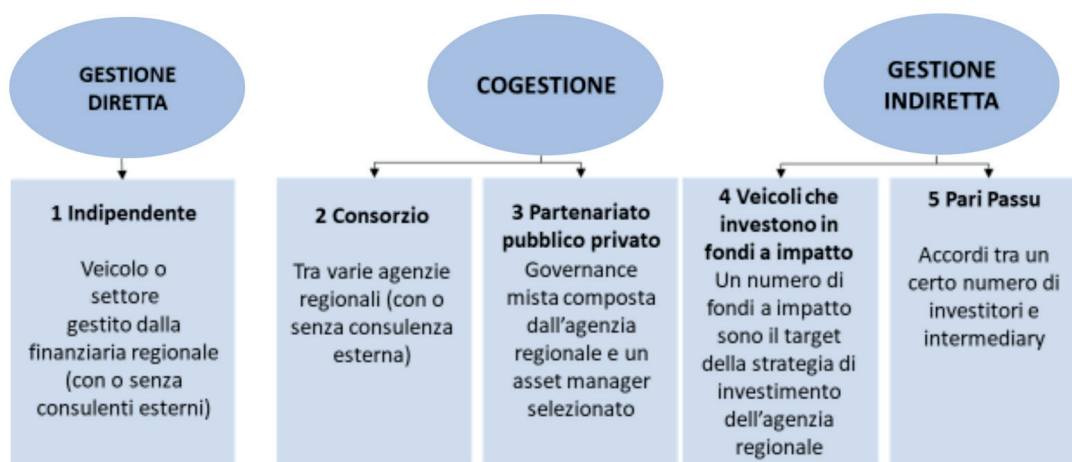 GESTIONE
DIRETTA
COGESTIONE
GESTIONE
INDIRETTA
1 Indipendente
Veicolo o
settore
gestito dalla
finanziaria regionale
(con o senza
consulenti esterni)
2 Consorzio
Tra varie agenzie
regionali (con o
senza consulenza
esterna)
3 Partenariato
pubblico privato
Governance
mista composta
dall'agenzia
regionale e un
asset manager
selezionato
4 Veicoli che
investono in
fondi a impatto
Un numero di
fondi a impatto
sono il target
della strategia di
investimento
dell'agenzia
regionale
5 Pari Passu
Accordi tra un
certo numero di
investitori e
intermediary